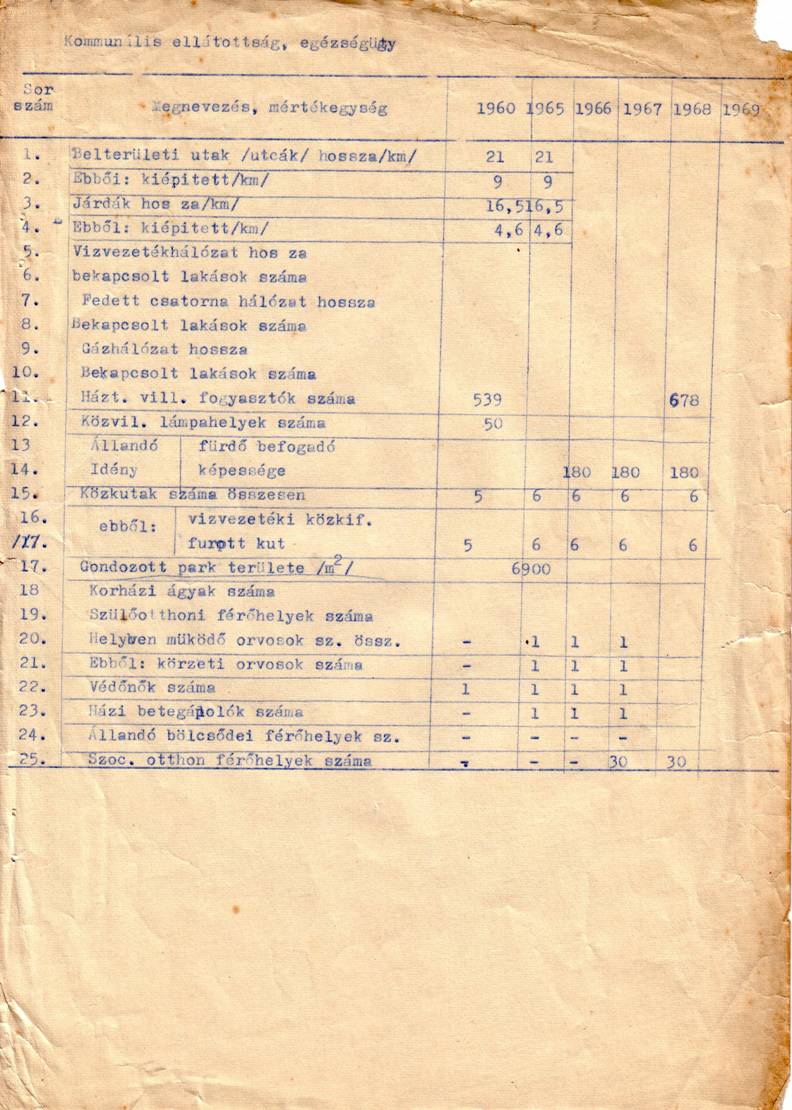 Kommunális ellátottság, egézségügy
Sor
szám Megnevezés, mértékegység 1960 1965 1966 1967 1968 1969
1. Belterületi utak /utcák/ hossza/km/ 21 21
2. Ebből: kiépitett/km/ 9 9
3. Járdák hos za/km/ 16,5 16,5
4. Ebből: kiépitett/km/ 4,6 4,6
5. Vizvezetékhálózat hos za
6. bekapcsolt lakások száma
7. Fedett csatorna hálózat hossza
8. Bekapcsolt lakások száma
9. Gázhálózat hossza
10. Bekapcsolt lakások száma
11. Házt. vill. fogyasztók száma 539 678
12. Közvil. lámpahelyek száma 50
13 Állandó fürdő befogadó
14. Idény képessége 180 180 180
15. Közkutak száma összesen 5 6 6 6 6
16. ebből: vizvezetéki közkif.
/17. furott kut 5 6 6 6 6
17. Gondozott park területe /m2/ 6900
18 Korházi ágyak száma
19. Szülőotthoni férőhelyek száma
20. Helyben müködő orvosok sz. össz. - 1 1 1
21. Ebből: körzeti orvosok száma - 1 1 1
22. Védőnők száma 1 1 1 1
23. Házi betegápolók száma - 1 1 1
24. Állandó bölcsődei férőhelyek sz. - - - -
25. Szoc. otthon férőhelyek száma - - - 30 30